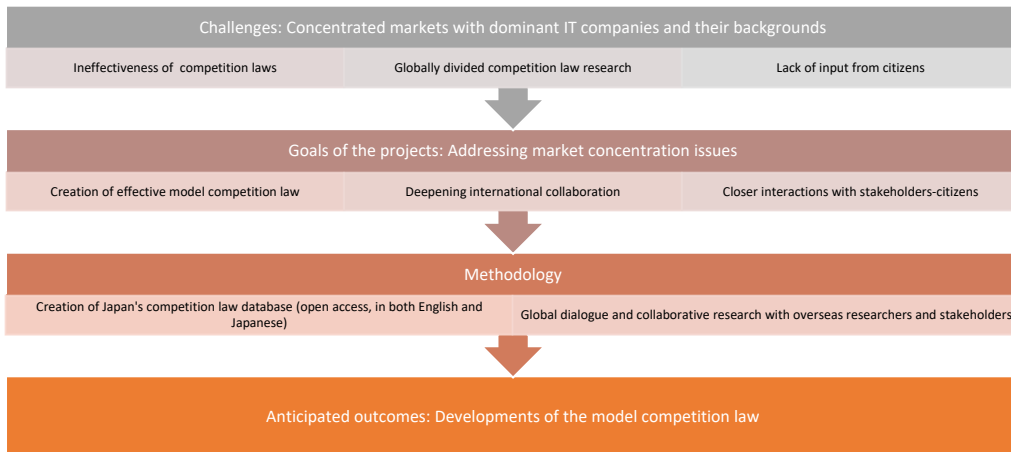 Challenges: Concentrated markets with dominant IT companies and their backgrounds
Ineffectiveness of competition laws
Globally divided competition law research
Lack of input from citizens
Goals of the projects: Addressing market concentration issues
Creation of effective model competition law
Deepening international collaboration
Closer interactions with stakeholders-citizens
Methodology
Creation of Japan's competition law database (open access, in both English and
Japanese)
Global dialogue and collaborative research with overseas researchers and stakeholders
Anticipated outcomes: Developments of the model competition law